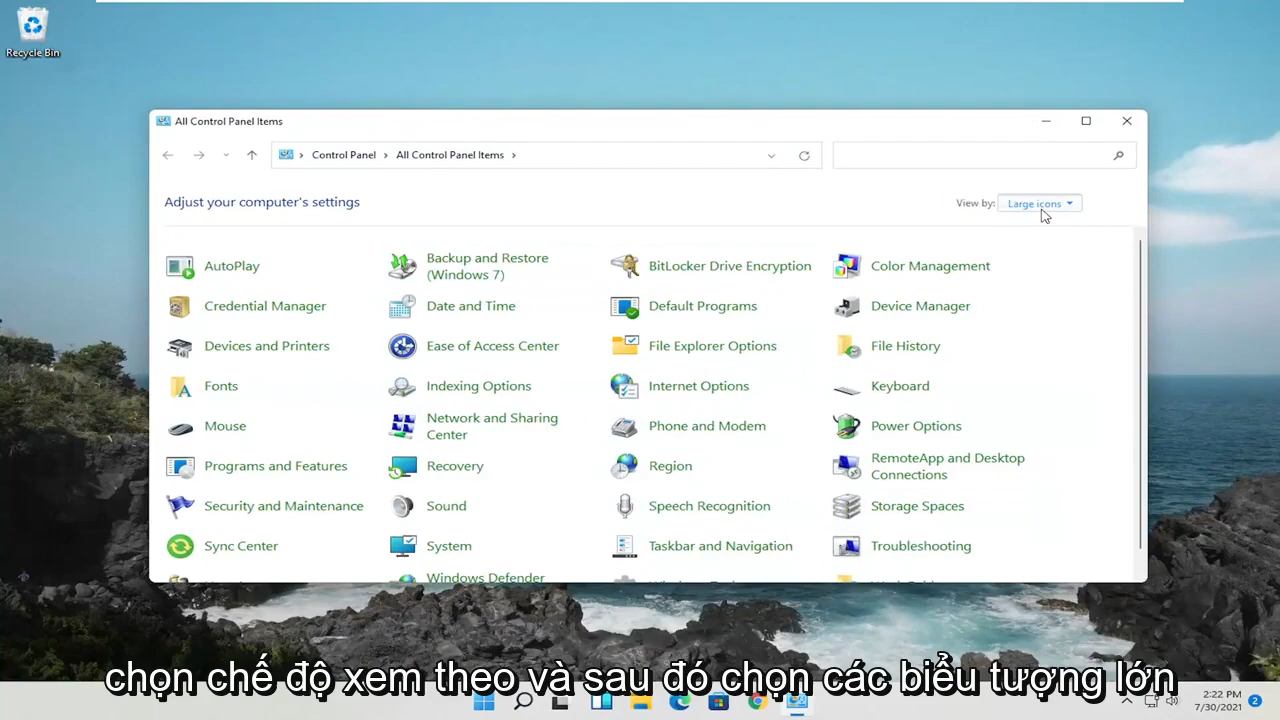 Recycle Bin
All Control Panel Items
Control Panel
All Control Panel Items
Adjust your computer's settings
View by:
Large icons
AutoPlay
Backup and Restore
(Windows 7)
BitLocker Drive Encryption
Color Management
Credential Manager
Date and Time
Default Programs
Device Manager
Devices and Printers
Ease of Access Center
File Explorer Options
File History
Fonts
Indexing Options
Internet Options
Keyboard
Mouse
Network and Sharing
Center
Phone and Modem
Power Options
Programs and Features
Recovery
Region
RemoteApp and Desktop
Connections
Security and Maintenance
Sound
Speech Recognition
Storage Spaces
Sync Center
System
Taskbar and Navigation
Troubleshooting
Windows Defender
chọn chế độ xem theo và sau đó chọn các biểu tượng lớn
2:22 PM
7/30/2021
2